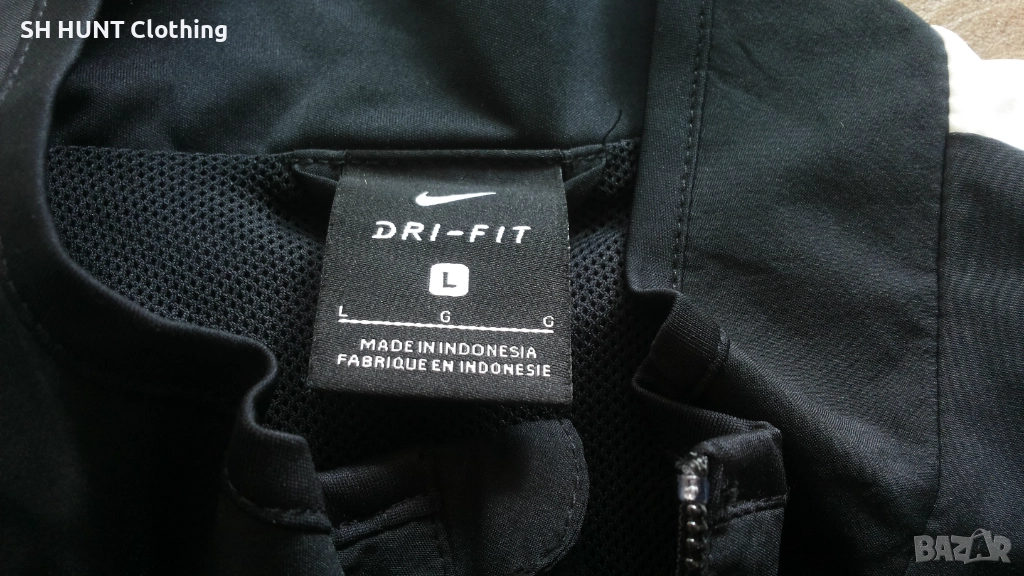 SH HUNT Clothing
DRI-FIT
L
L G G
MADE IN INDONESIA
FABRIQUE EN INDONESIE
BAZAR